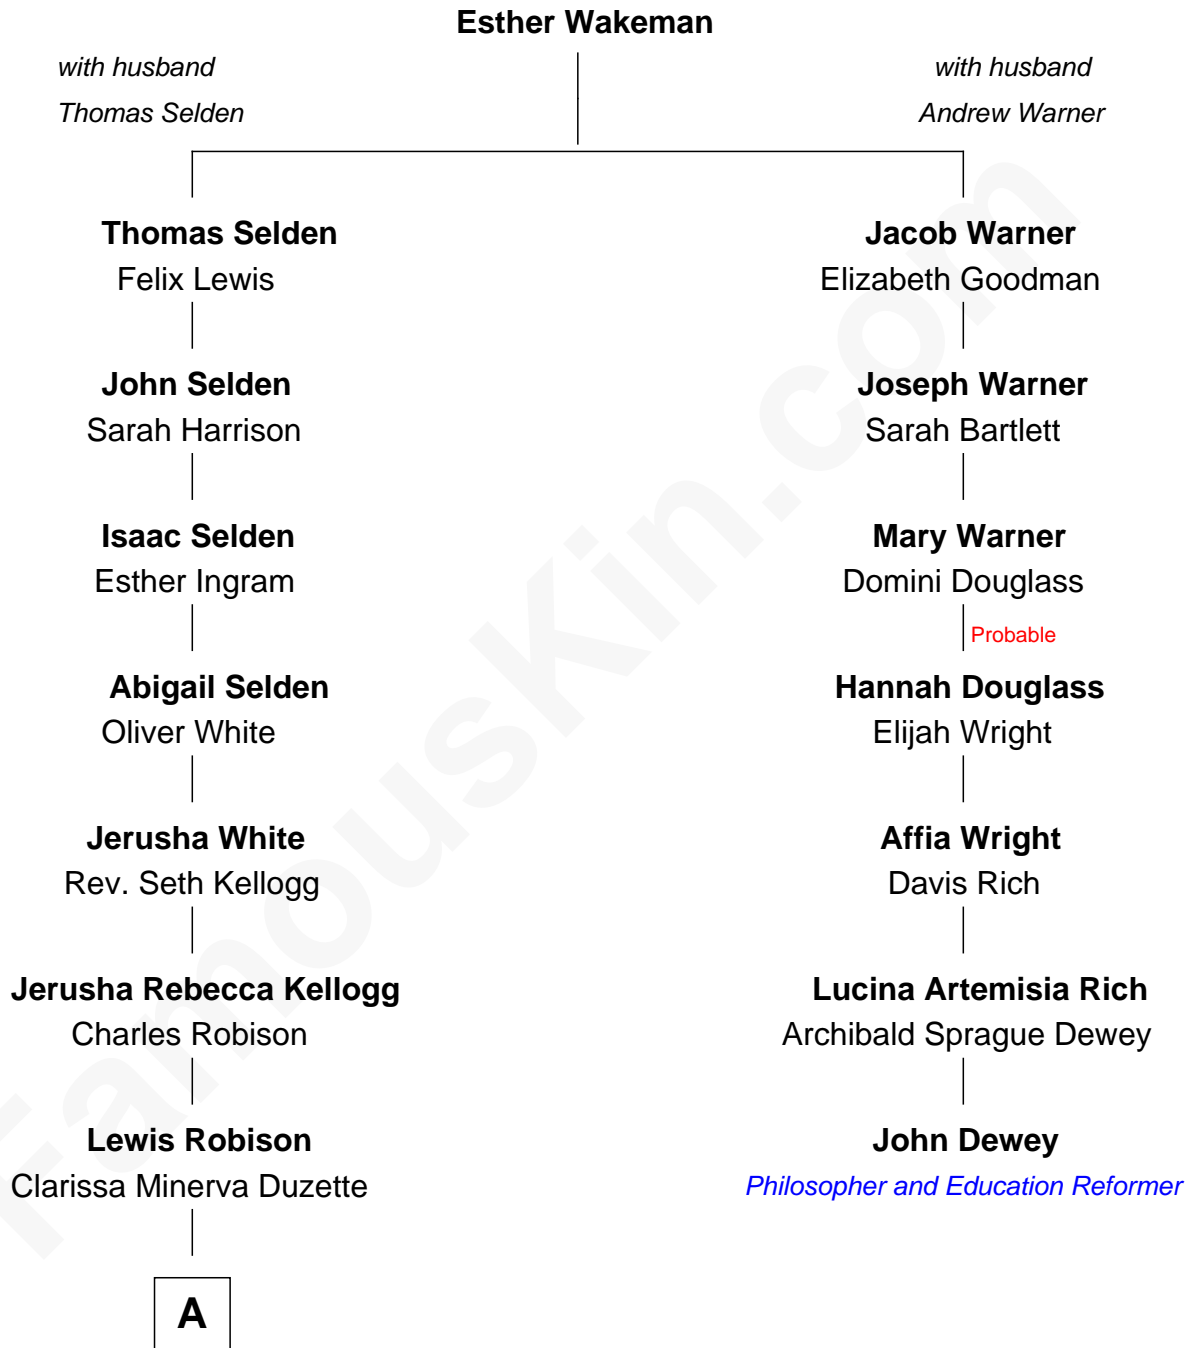 Esther Wakeman
with husband
Thomas Selden
with husband
Andrew Warner
Thomas Selden
Felix Lewis
Jacob Warner
Elizabeth Goodman
John Selden
Sarah Harrison
Joseph Warner
Sarah Bartlett
Isaac Selden
Esther Ingram
Mary Warner
Domini Douglass
Probable
Abigail Selden
Oliver White
Hannah Douglass
Elijah Wright
Jerusha White
Rev. Seth Kellogg
Affia Wright
Davis Rich
Jerusha Rebecca Kellogg
Charles Robison
Lucina Artemisia Rich
Archibald Sprague Dewey
Lewis Robison
Clarissa Minerva Duzette
John Dewey
Philosopher and Education Reformer
A
FamousKin.com